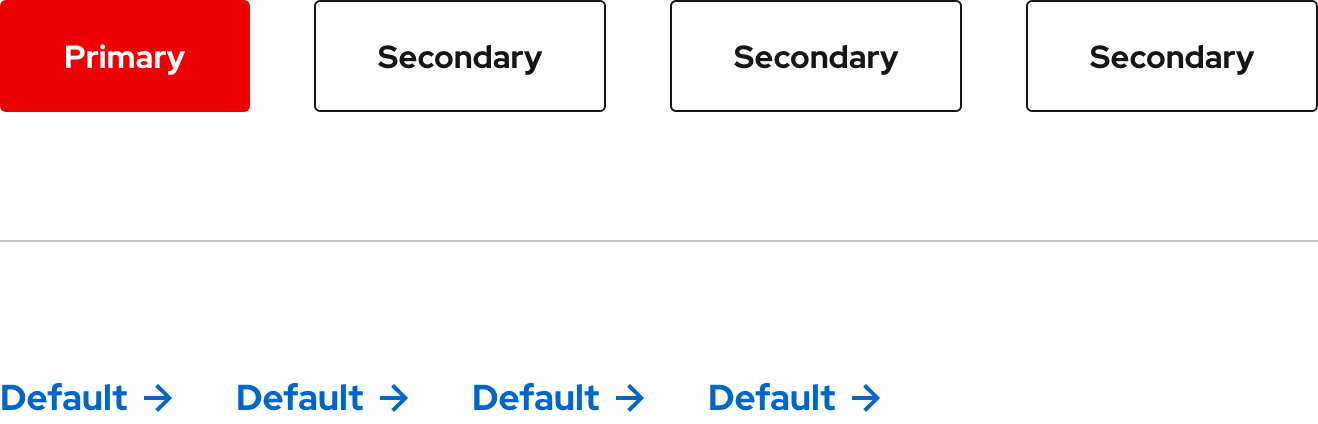 Primary Secondary Secondary Secondary
Default → Default → Default → Default →